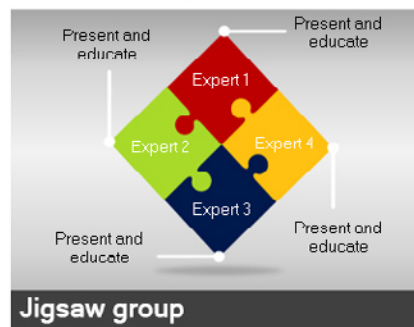 Present and
educate
Present and
educate
Expert 1
Expert 2
Expert 4
Expert 3
Present and
educate
Present and
educate
Jigsaw group